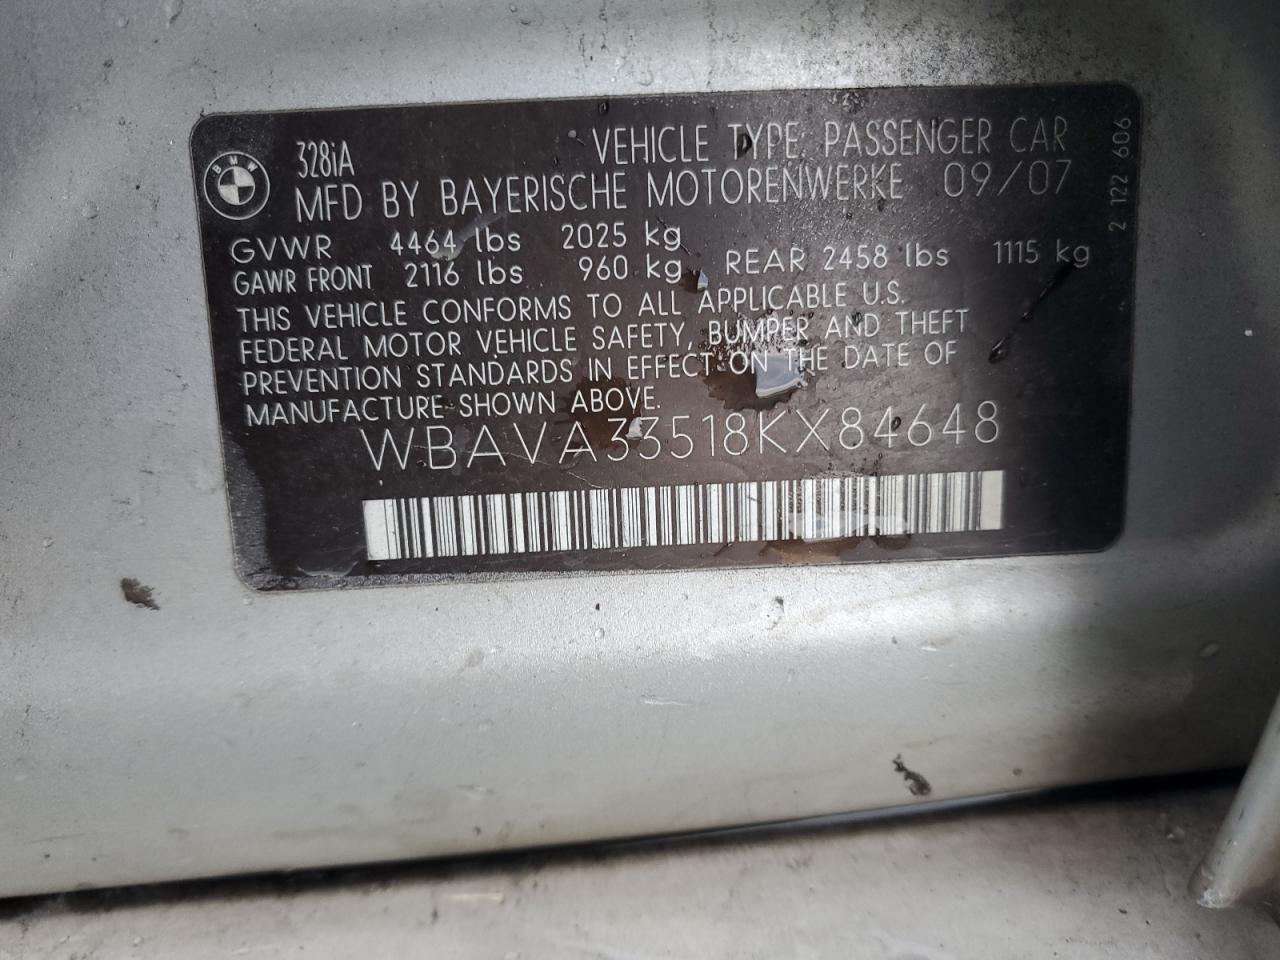 BMW
328iA
VEHICLE TYPE: PASSENGER CAR
MFD BY BAYERISCHE MOTORENWERKE 09/07
GVWR 4464 lbs 2025 kg
GAWR FRONT 2116 lbs 960 kg REAR 2458 lbs 1115 kg
THIS VEHICLE CONFORMS TO ALL APPLICABLE U.S.
FEDERAL MOTOR VEHICLE SAFETY, BUMPER AND THEFT
PREVENTION STANDARDS IN EFFECT ON THE DATE OF
MANUFACTURE SHOWN ABOVE.
WBAVA33518KX84648
2 122 606